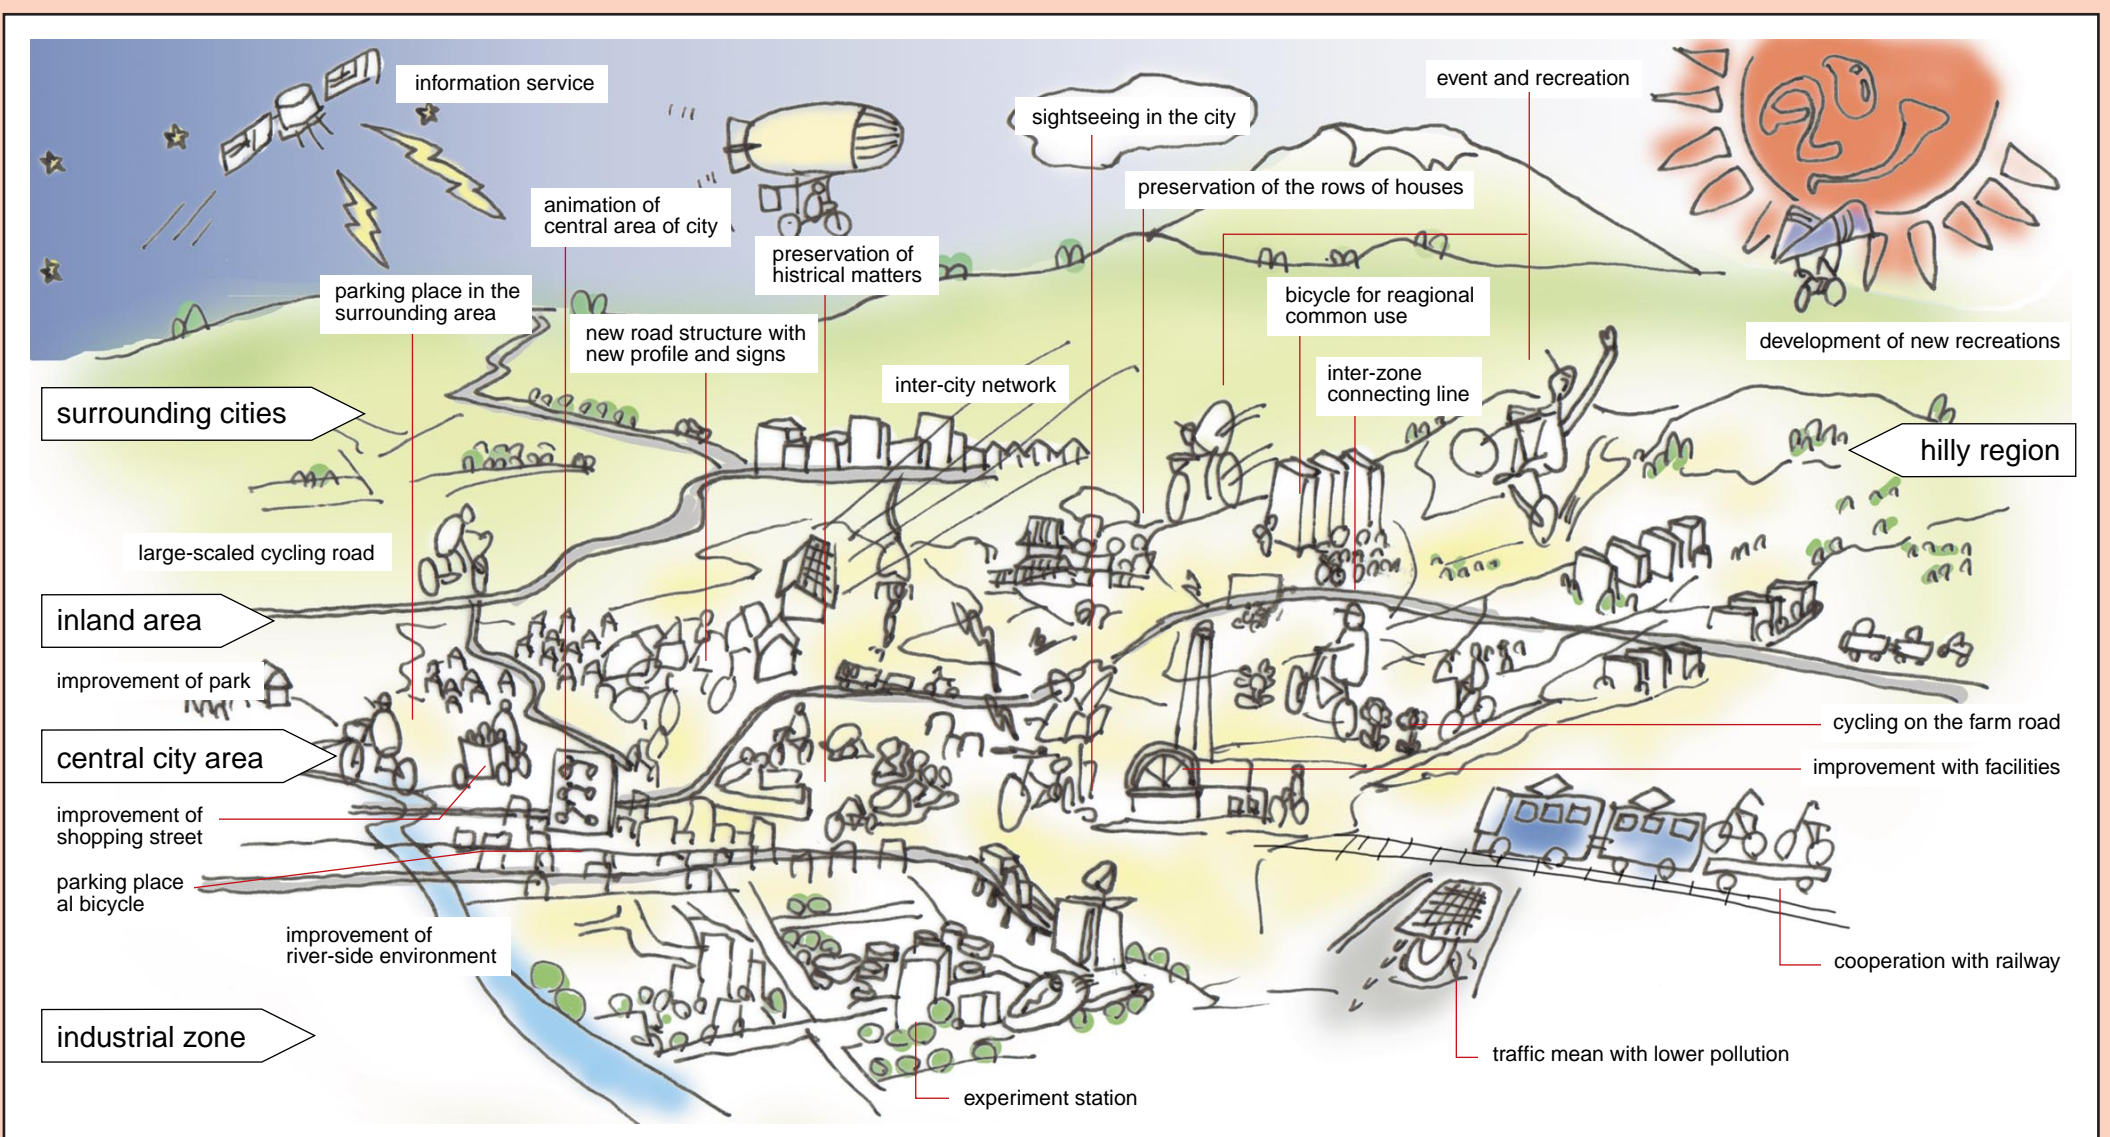 information service
event and recreation
sightseeing in the city
preservation of the rows of houses
animation of
central area of city
preservation of
histrical matters
parking place in the
surrounding area
bicycle for reagional
common use
new road structure with
new profile and signs
development of new recreations
inter-city network
inter-zone
connecting line
surrounding cities
hilly region
large-scaled cycling road
inland area
improvement of park
cycling on the farm road
central city area
improvement with facilities
improvement of
shopping street
parking place
al bicycle
improvement of
river-side environment
cooperation with railway
industrial zone
traffic mean with lower pollution
experiment station